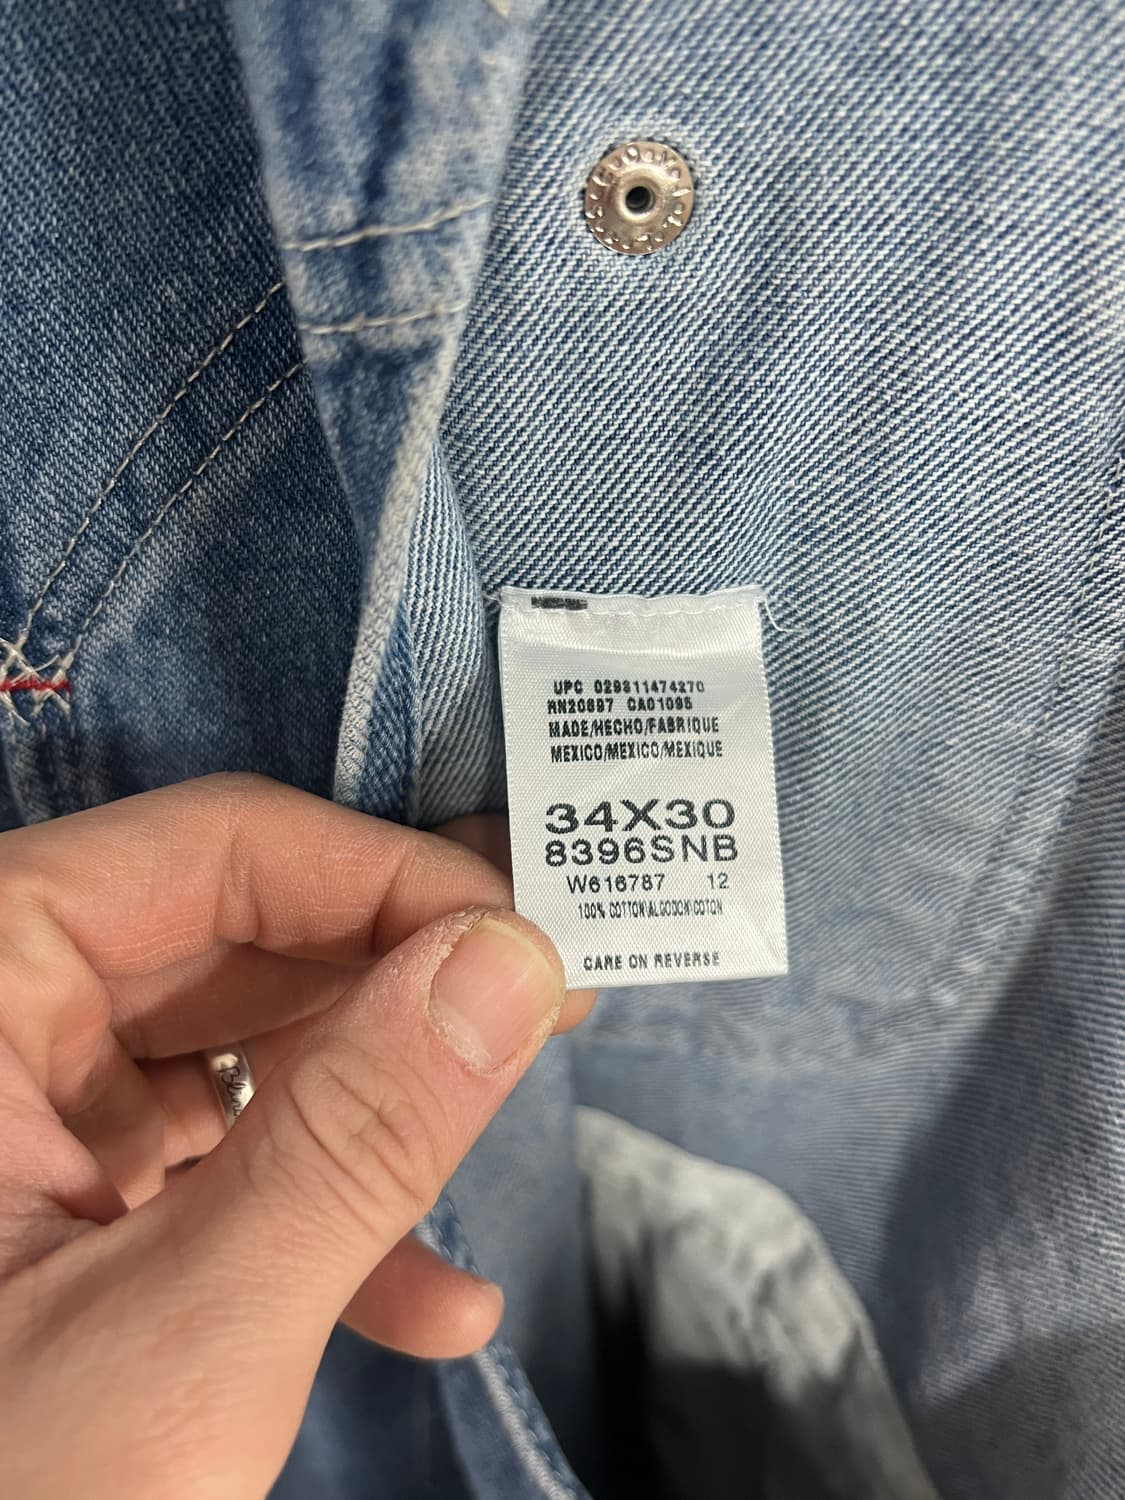 UPC 029311474270
RN20697 CA01095
MADE/HECHO/FABRIQUE
MEXICO/MEXICO/MEXIQUE
34X30
8396SNB
W616787 12
100% COTTON\ALGODON\COTON
CARE ON REVERSE